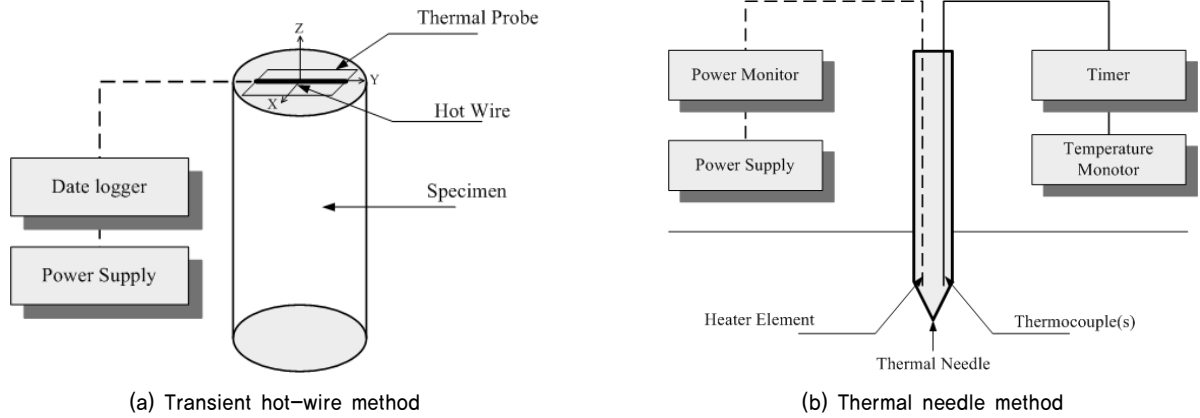 Thermal Probe
Z
Y
X
Hot Wire
Date logger
Specimen
Power Supply
(a) Transient hot-wire method
Power Monitor
Timer
Power Supply
Temperature
Monotor
Heater Element
Thermocouple(s)
Thermal Needle
(b) Thermal needle method